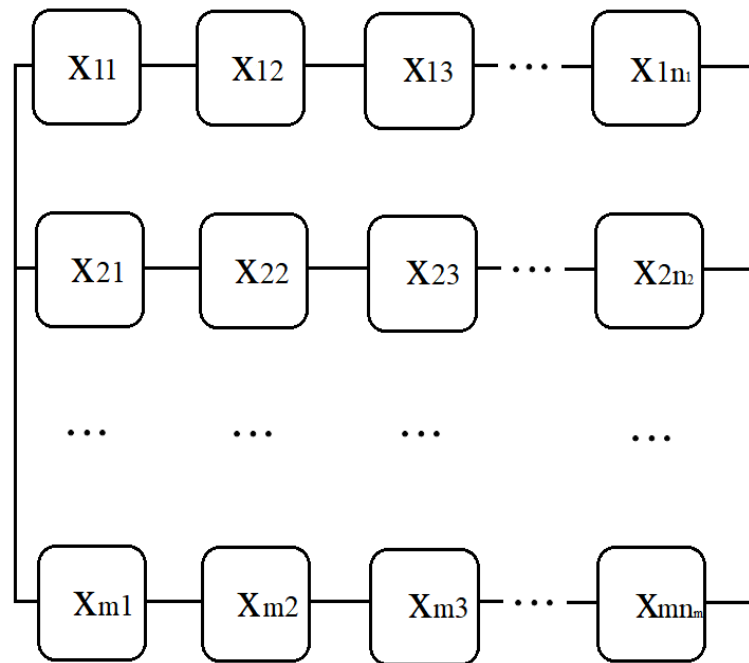 X11 X12 X13 ... X1n₁
X21 X22 X23 ... X2n₂
... ... ... ...
Xm1 Xm2 Xm3 ... Xmnₘ